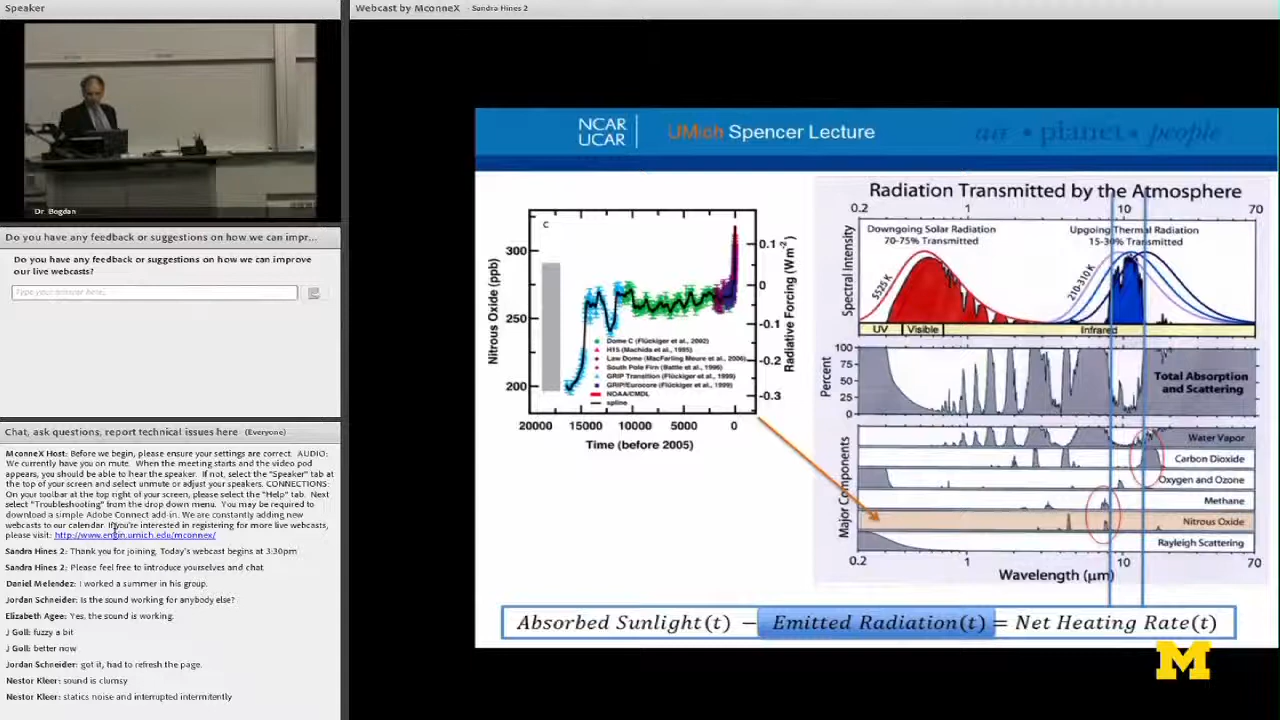 Speaker
Webcast by MconneX - Sandra Hines 2
Dr. Bogdan
Do you have any feedback or suggestions on how we can impr...
Do you have any feedback or suggestions on how we can improve
our live webcasts?
Type your answer here.
Chat, ask questions, report technical issues here (Everyone)
MconneX Host: Before we begin, please ensure your settings are correct. AUDIO:
We currently have you on mute. When the meeting starts and the video pod
appears, you should be able to hear the speaker. If not, select the "Speaker" tab at
the top of your screen and select unmute or adjust your speakers. CONNECTIONS:
On your toolbar at the top right of your screen, please select the "Help" tab. Next
select "Troubleshooting" from the drop down menu. You may be required to
download a simple Adobe Connect add-in. We are constantly adding new
webcasts to our calendar. If you're interested in registering for more live webcasts,
please visit: http://www.engin.umich.edu/mconnex/
Sandra Hines 2: Thank you for joining, Today's webcast begins at 3:30pm
Sandra Hines 2: Please feel free to introduce yourselves and chat
Daniel Melendez: I worked a summer in his group.
Jordan Schneider: Is the sound working for anybody else?
Elizabeth Agee: Yes, the sound is working.
J Goll: fuzzy a bit
J Goll: better now
Jordan Schneider: got it, had to refresh the page.
Nestor Kleer: sound is clumsy
Nestor Kleer: statics noise and interrupted intermitently
NCAR
UCAR
UMich Spencer Lecture
air • planet • people
c
Nitrous Oxide (ppb)
300
250
200
0.1
0
-0.1
-0.2
-0.3
Radiative Forcing (Wm-2)
Dome C (Flückiger et al., 2002)
H15 (Machida et al., 1995)
Law Dome (MacFarling Meure et al., 2006)
South Pole Firn (Battle et al., 1996)
GRIP Transition (Flückiger et al., 1999)
GRIP/Eurocore (Flückiger et al., 1999)
NOAA/CMDL
spline
20000 15000 10000 5000 0
Time (before 2005)
Radiation Transmitted by the Atmosphere
0.2 1 10 70
Spectral Intensity
Downgoing Solar Radiation
70-75% Transmitted
Upgoing Thermal Radiation
15-30% Transmitted
5525 K
210-310 K
UV Visible Infrared
Percent
100
75
50
25
0
Total Absorption
and Scattering
Major Components
Water Vapor
Carbon Dioxide
Oxygen and Ozone
Methane
Nitrous Oxide
Rayleigh Scattering
0.2 1 10 70
Wavelength (μm)
Absorbed Sunlight(t) − Emitted Radiation(t) = Net Heating Rate(t)
M